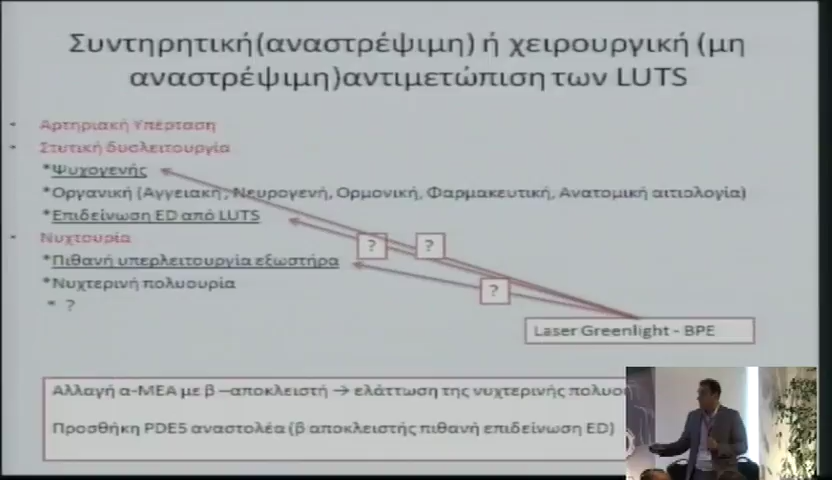 Συντηρητική(αναστρέψιμη) ή χειρουργική (μη
αναστρέψιμη)αντιμετώπιση των LUTS
• Αρτηριακή Υπέρταση
• Στυτική δυσλειτουργία
*Ψυχογενής
*Οργανική (Αγγειακή, Νευρογενή, Ορμονική, Φαρμακευτική, Ανατομική αιτιολογία)
*Επιδείνωση ED από LUTS
• Νυχτουρία
? ?
*Πιθανή υπερλειτουργία εξωστήρα
*Νυχτερινή πολυουρία
?
* ?
Laser Greenlight - BPE
Αλλαγή α-ΜΕΑ με β –αποκλειστή → ελάττωση της νυχτερινής
Προσθήκη PDE5 αναστολέα (β αποκλειστής πιθανή επιδείνωση ED)